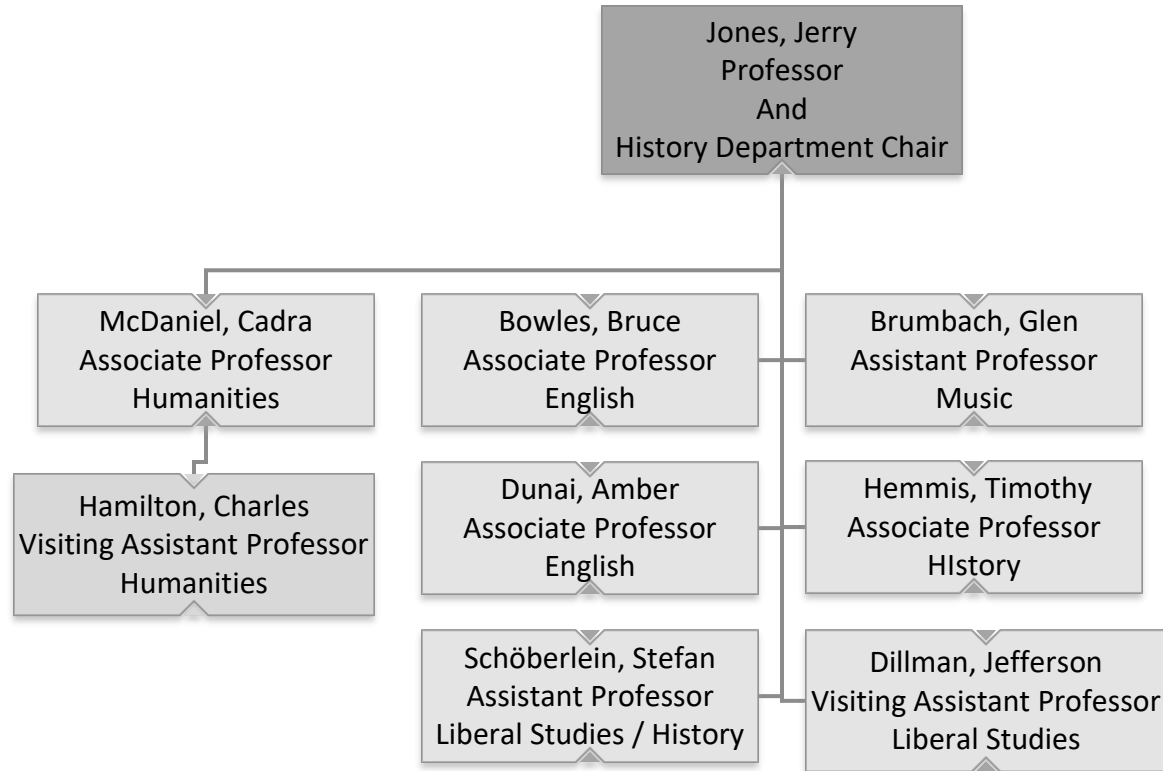 Jones, Jerry
Professor
And
History Department Chair
McDaniel, Cadra
Associate Professor
Humanities
Bowles, Bruce
Associate Professor
English
Brumbach, Glen
Assistant Professor
Music
Hamilton, Charles
Visiting Assistant Professor
Humanities
Dunai, Amber
Associate Professor
English
Hemmis, Timothy
Associate Professor
HIstory
Schöberlein, Stefan
Assistant Professor
Liberal Studies / History
Dillman, Jefferson
Visiting Assistant Professor
Liberal Studies